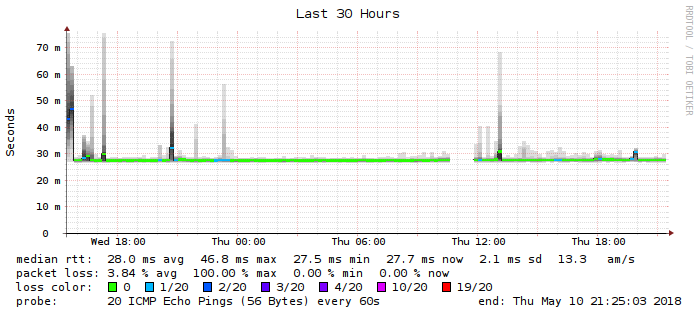 Last 30 Hours
RRDTOOL / TOBI OETIKER
Seconds
70 m
60 m
50 m
40 m
30 m
20 m
10 m
0
Wed 18:00 Thu 00:00 Thu 06:00 Thu 12:00 Thu 18:00
median rtt: 28.0 ms avg 46.8 ms max 27.5 ms min 27.7 ms now 2.1 ms sd 13.3 am/s
packet loss: 3.84 % avg 100.00 % max 0.00 % min 0.00 % now
loss color: 0 1/20 2/20 3/20 4/20 10/20 19/20
probe: 20 ICMP Echo Pings (56 Bytes) every 60s end: Thu May 10 21:25:03 2018